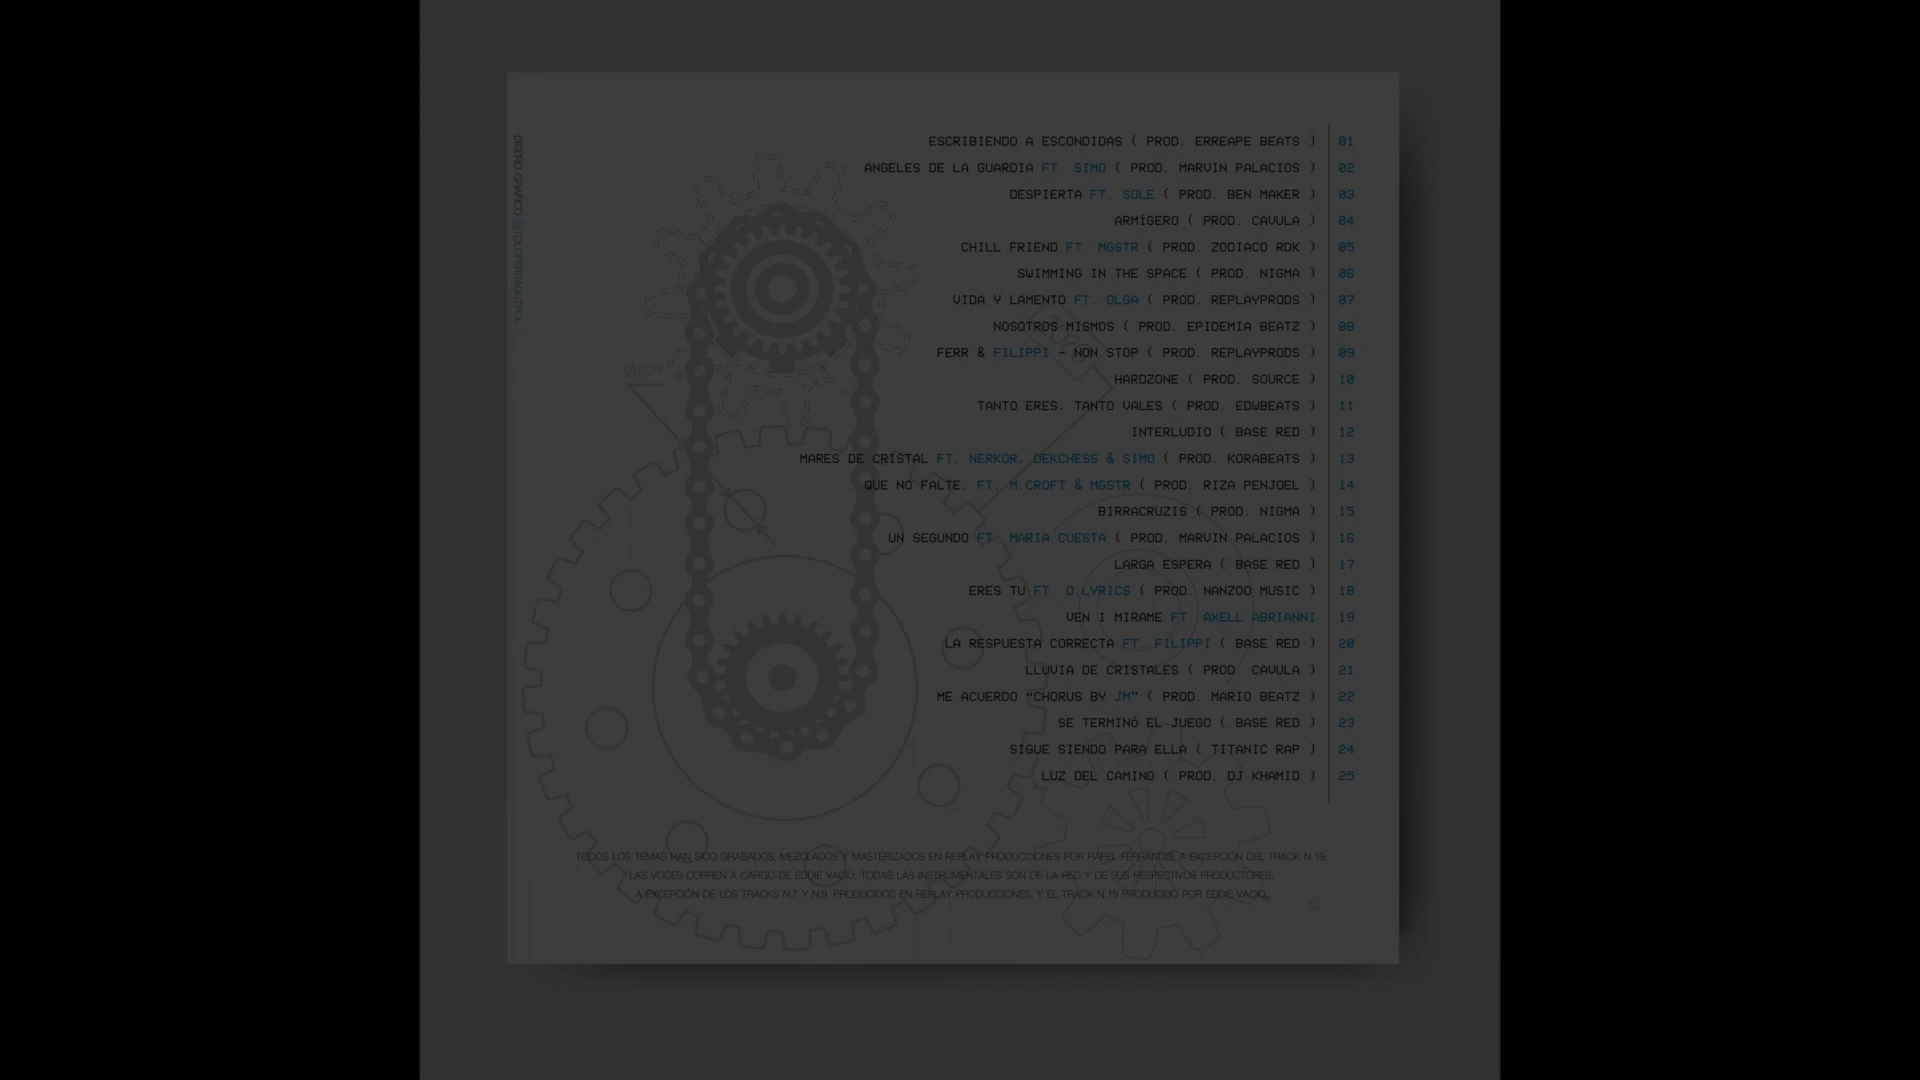 ESCRIBIENDO A ESCONDIDAS ( PROD. ERREAPE BEATS ) 01
ANGELES DE LA GUARDIA FT. SIMO ( PROD. MARVIN PALACIOS ) 02
DESPIERTA FT. SOLE ( PROD. BEN MAKER ) 03
ARMÍGERO ( PROD. CAVULA ) 04
CHILL FRIEND FT. MGSTR ( PROD. ZODIACO RDK ) 05
SWIMMING IN THE SPACE ( PROD. NIGMA ) 06
VIDA Y LAMENTO FT. OLGA ( PROD. REPLAYPRODS ) 07
NOSOTROS MISMOS ( PROD. EPIDEMIA BEATZ ) 08
FERR & FILIPPI - NON STOP ( PROD. REPLAYPRODS ) 09
HARDZONE ( PROD. SOURCE ) 10
TANTO ERES, TANTO VALES ( PROD. EDWBEATS ) 11
INTERLUDIO ( BASE RED ) 12
MARES DE CRISTAL FT. NERKOR, DEKCHESS & SIMO ( PROD. KORABEATS ) 13
QUE NO FALTE. FT. M.CROFT & MGSTR ( PROD. RIZA PENJOEL ) 14
BIRRACRUZIS ( PROD. NIGMA ) 15
UN SEGUNDO FT. MARIA CUESTA ( PROD. MARVIN PALACIOS ) 16
LARGA ESPERA ( BASE RED ) 17
ERES TU FT. D.LYRICS ( PROD. NANZOO MUSIC ) 18
VEN I MIRAME FT. AXELL ABRIANNI 19
LA RESPUESTA CORRECTA FT. FILIPPI ( BASE RED ) 20
LLUVIA DE CRISTALES ( PROD. CAVULA ) 21
ME ACUERDO “CHORUS BY J'M” ( PROD. MARIO BEATZ ) 22
SE TERMINÓ EL JUEGO ( BASE RED ) 23
SIGUE SIENDO PARA ELLA ( TITANIC RAP ) 24
LUZ DEL CAMINO ( PROD. DJ KHAMID ) 25
TODOS LOS TEMAS HAN SIDO GRABADOS, MEZCLADOS Y MASTERIZADOS EN REPLAY PRODUCCIONES POR RAFEL FERRANDIS, A EXCEPCIÓN DEL TRACK N.19,
LAS VOCES CORREN A CARGO DE EDDIE VACIO; TODAS LAS INSTRUMENTALES SON DE LA RED Y DE SUS RESPECTIVOS PRODUCTORES,
A EXCEPCIÓN DE LOS TRACKS N.7 Y N.9, PRODUCIDOS EN REPLAY PRODUCCIONES, Y EL TRACK N.19 PRODUCIDO POR EDDIE VACIO.
DISEÑO GRAFICO